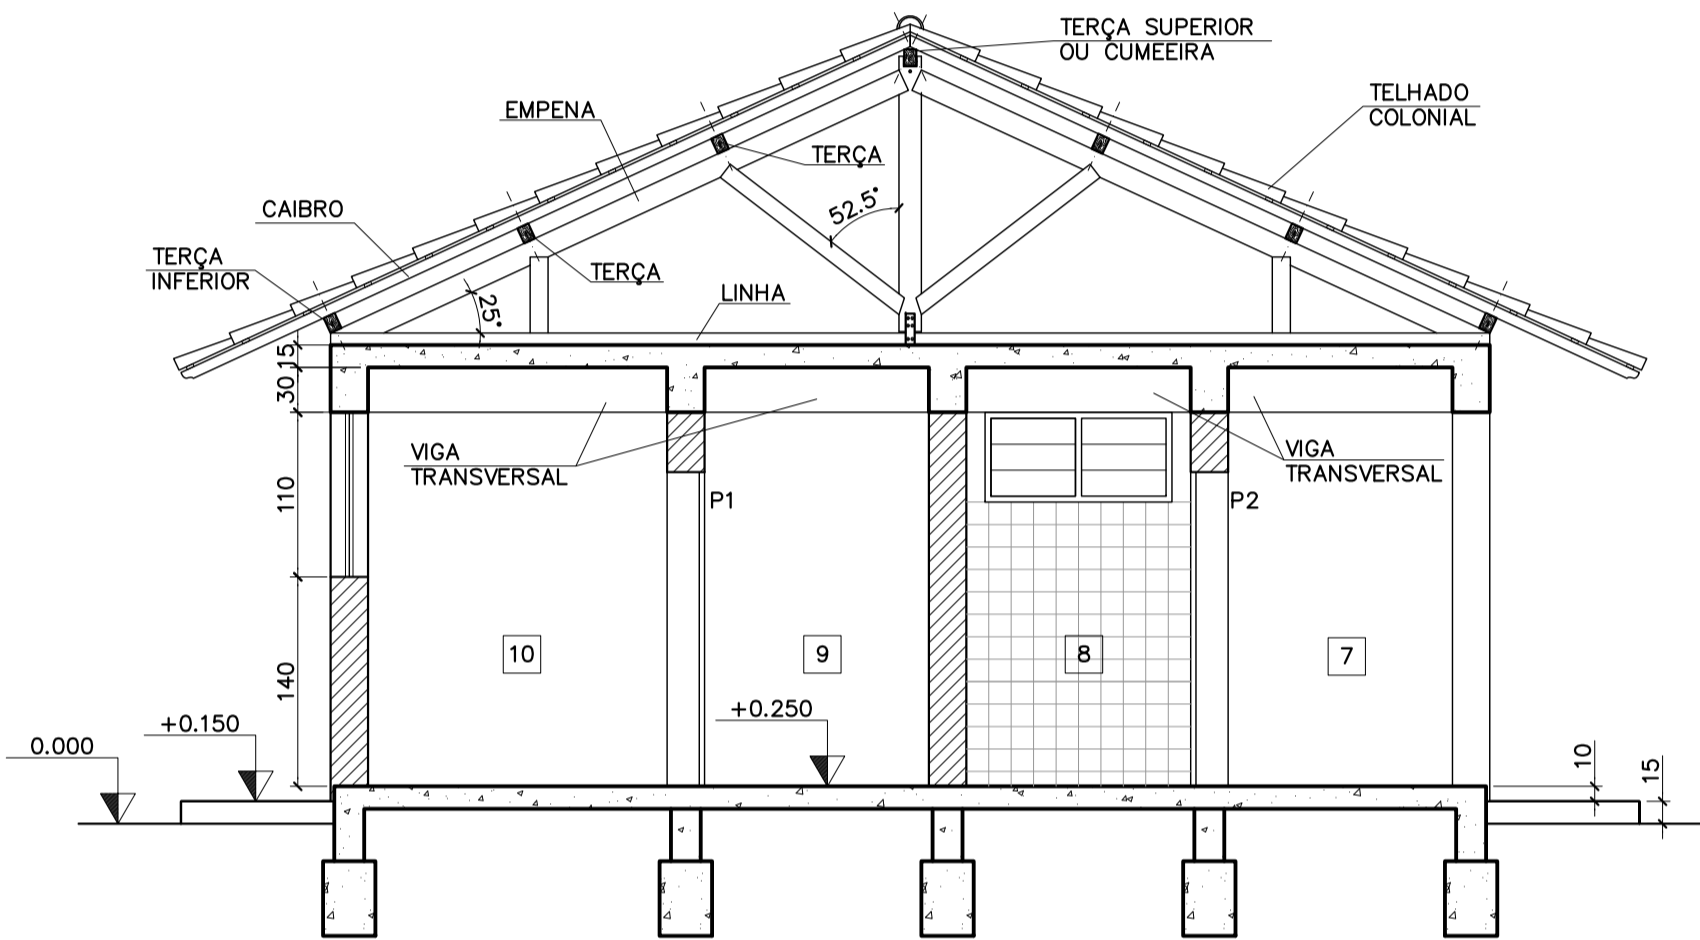 TERÇA SUPERIOR
OU CUMEEIRA
TELHADO
COLONIAL
EMPENA
TERÇA
52.5°
CAIBRO
TERÇA
INFERIOR
TERÇA
LINHA
25°
15
30
VIGA
TRANSVERSAL
VIGA
TRANSVERSAL
110
P1
P2
140
10
9
8
7
+0.150
+0.250
0.000
10
15